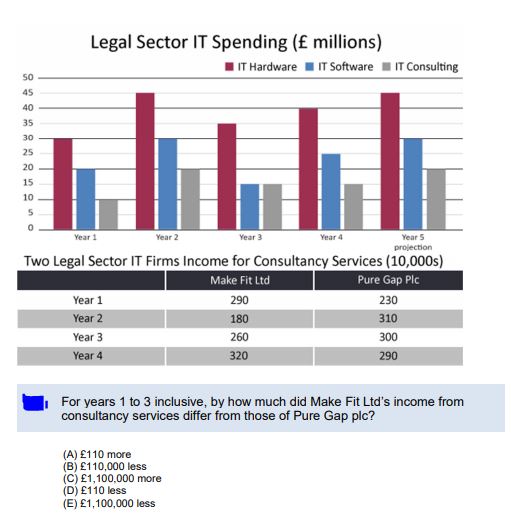 Legal Sector IT Spending (£ millions)
IT Hardware IT Software IT Consulting
50
45
40
35
30
25
20
15
10
5
0
Year 1 Year 2 Year 3 Year 4 Year 5
projection
Two Legal Sector IT Firms Income for Consultancy Services (10,000s)
Make Fit Ltd Pure Gap Plc
Year 1 290 230
Year 2 180 310
Year 3 260 300
Year 4 320 290
For years 1 to 3 inclusive, by how much did Make Fit Ltd's income from
consultancy services differ from those of Pure Gap plc?
(A) £110 more
(B) £110,000 less
(C) £1,100,000 more
(D) £110 less
(E) £1,100,000 less